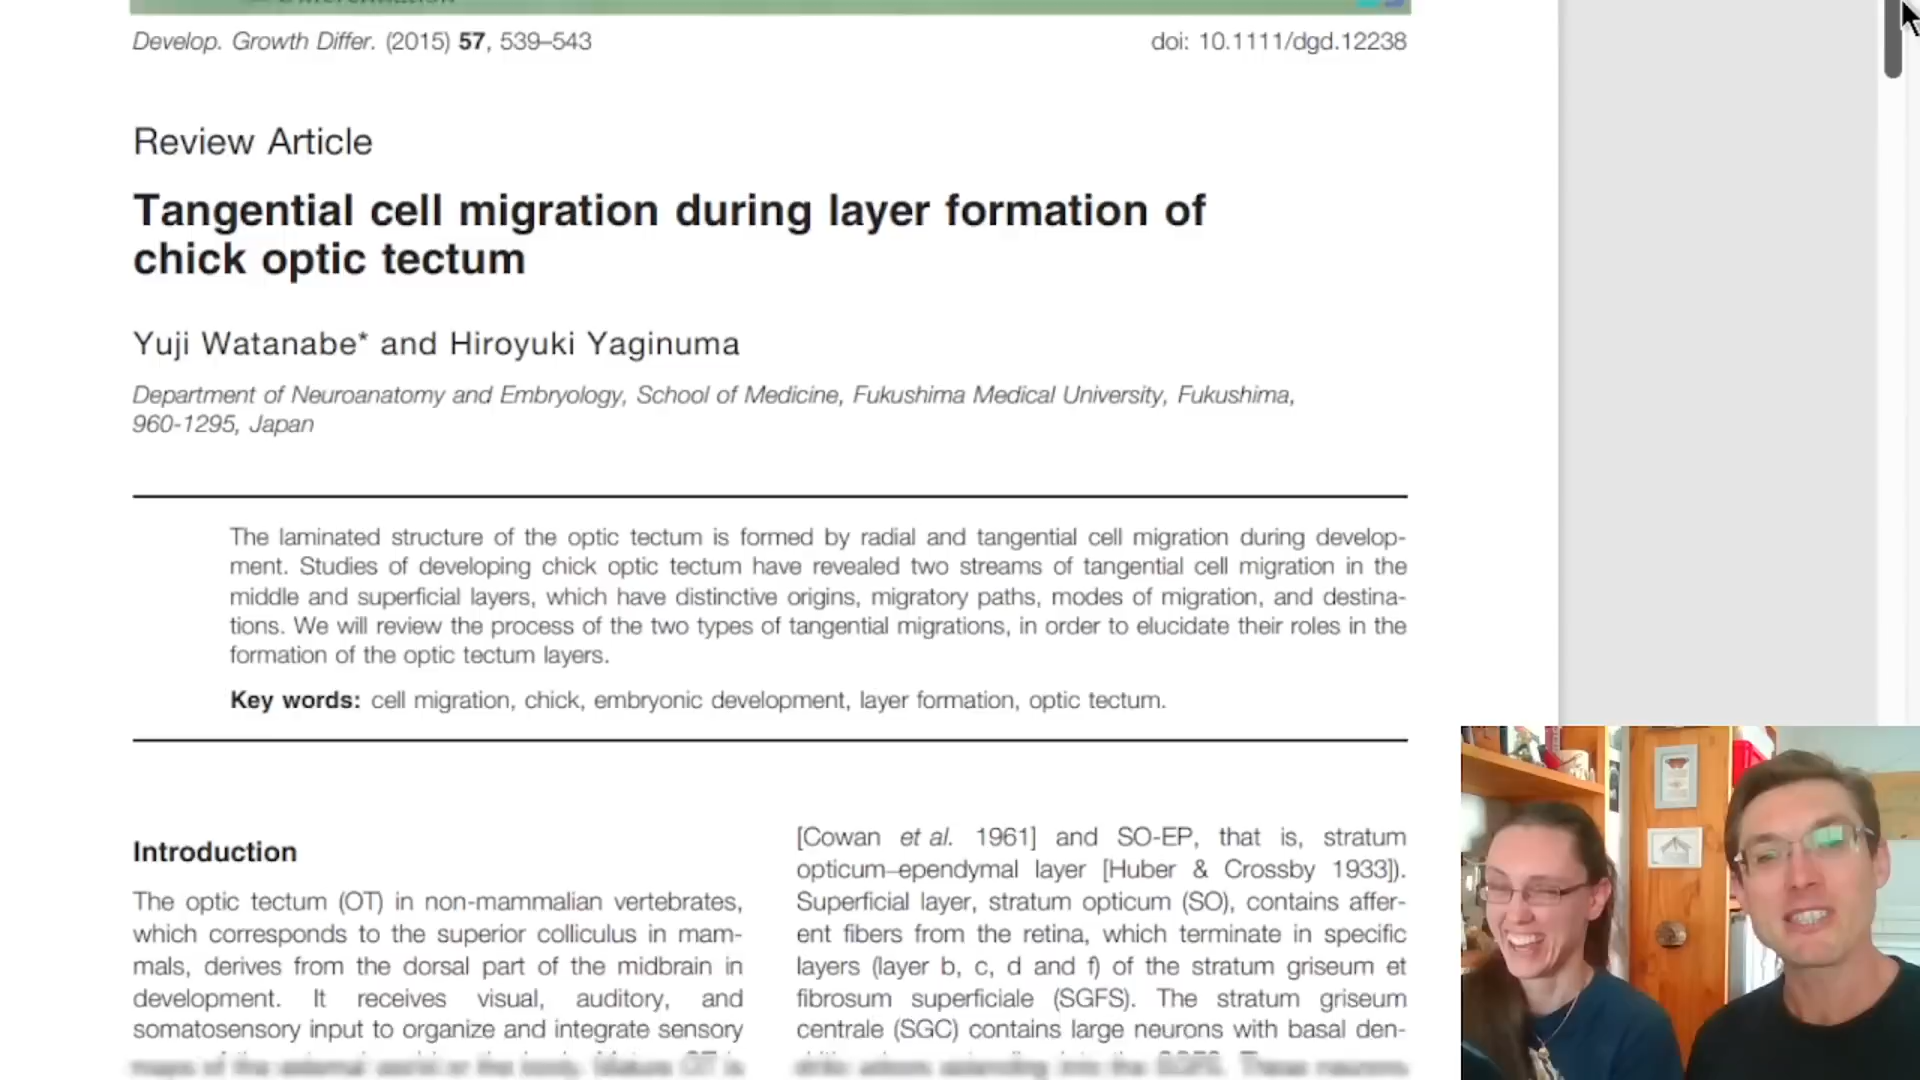 Develop. Growth Differ. (2015) 57, 539–543
doi: 10.1111/dgd.12238
Review Article
Tangential cell migration during layer formation of
chick optic tectum
Yuji Watanabe* and Hiroyuki Yaginuma
Department of Neuroanatomy and Embryology, School of Medicine, Fukushima Medical University, Fukushima,
960-1295, Japan
The laminated structure of the optic tectum is formed by radial and tangential cell migration during develop-
ment. Studies of developing chick optic tectum have revealed two streams of tangential cell migration in the
middle and superficial layers, which have distinctive origins, migratory paths, modes of migration, and destina-
tions. We will review the process of the two types of tangential migrations, in order to elucidate their roles in the
formation of the optic tectum layers.
Key words: cell migration, chick, embryonic development, layer formation, optic tectum.
Introduction
The optic tectum (OT) in non-mammalian vertebrates,
which corresponds to the superior colliculus in mam-
mals, derives from the dorsal part of the midbrain in
development. It receives visual, auditory, and
somatosensory input to organize and integrate sensory
[Cowan et al. 1961] and SO-EP, that is, stratum
opticum–ependymal layer [Huber & Crossby 1933]).
Superficial layer, stratum opticum (SO), contains affer-
ent fibers from the retina, which terminate in specific
layers (layer b, c, d and f) of the stratum griseum et
fibrosum superficiale (SGFS). The stratum griseum
centrale (SGC) contains large neurons with basal den-